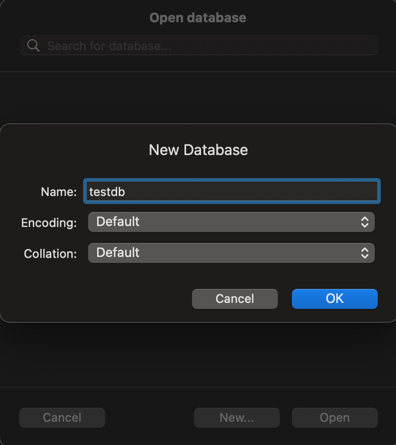 Open database
Search for database...
New Database
Name: testdb
Encoding: Default
Collation: Default
Cancel OK
Cancel New... Open